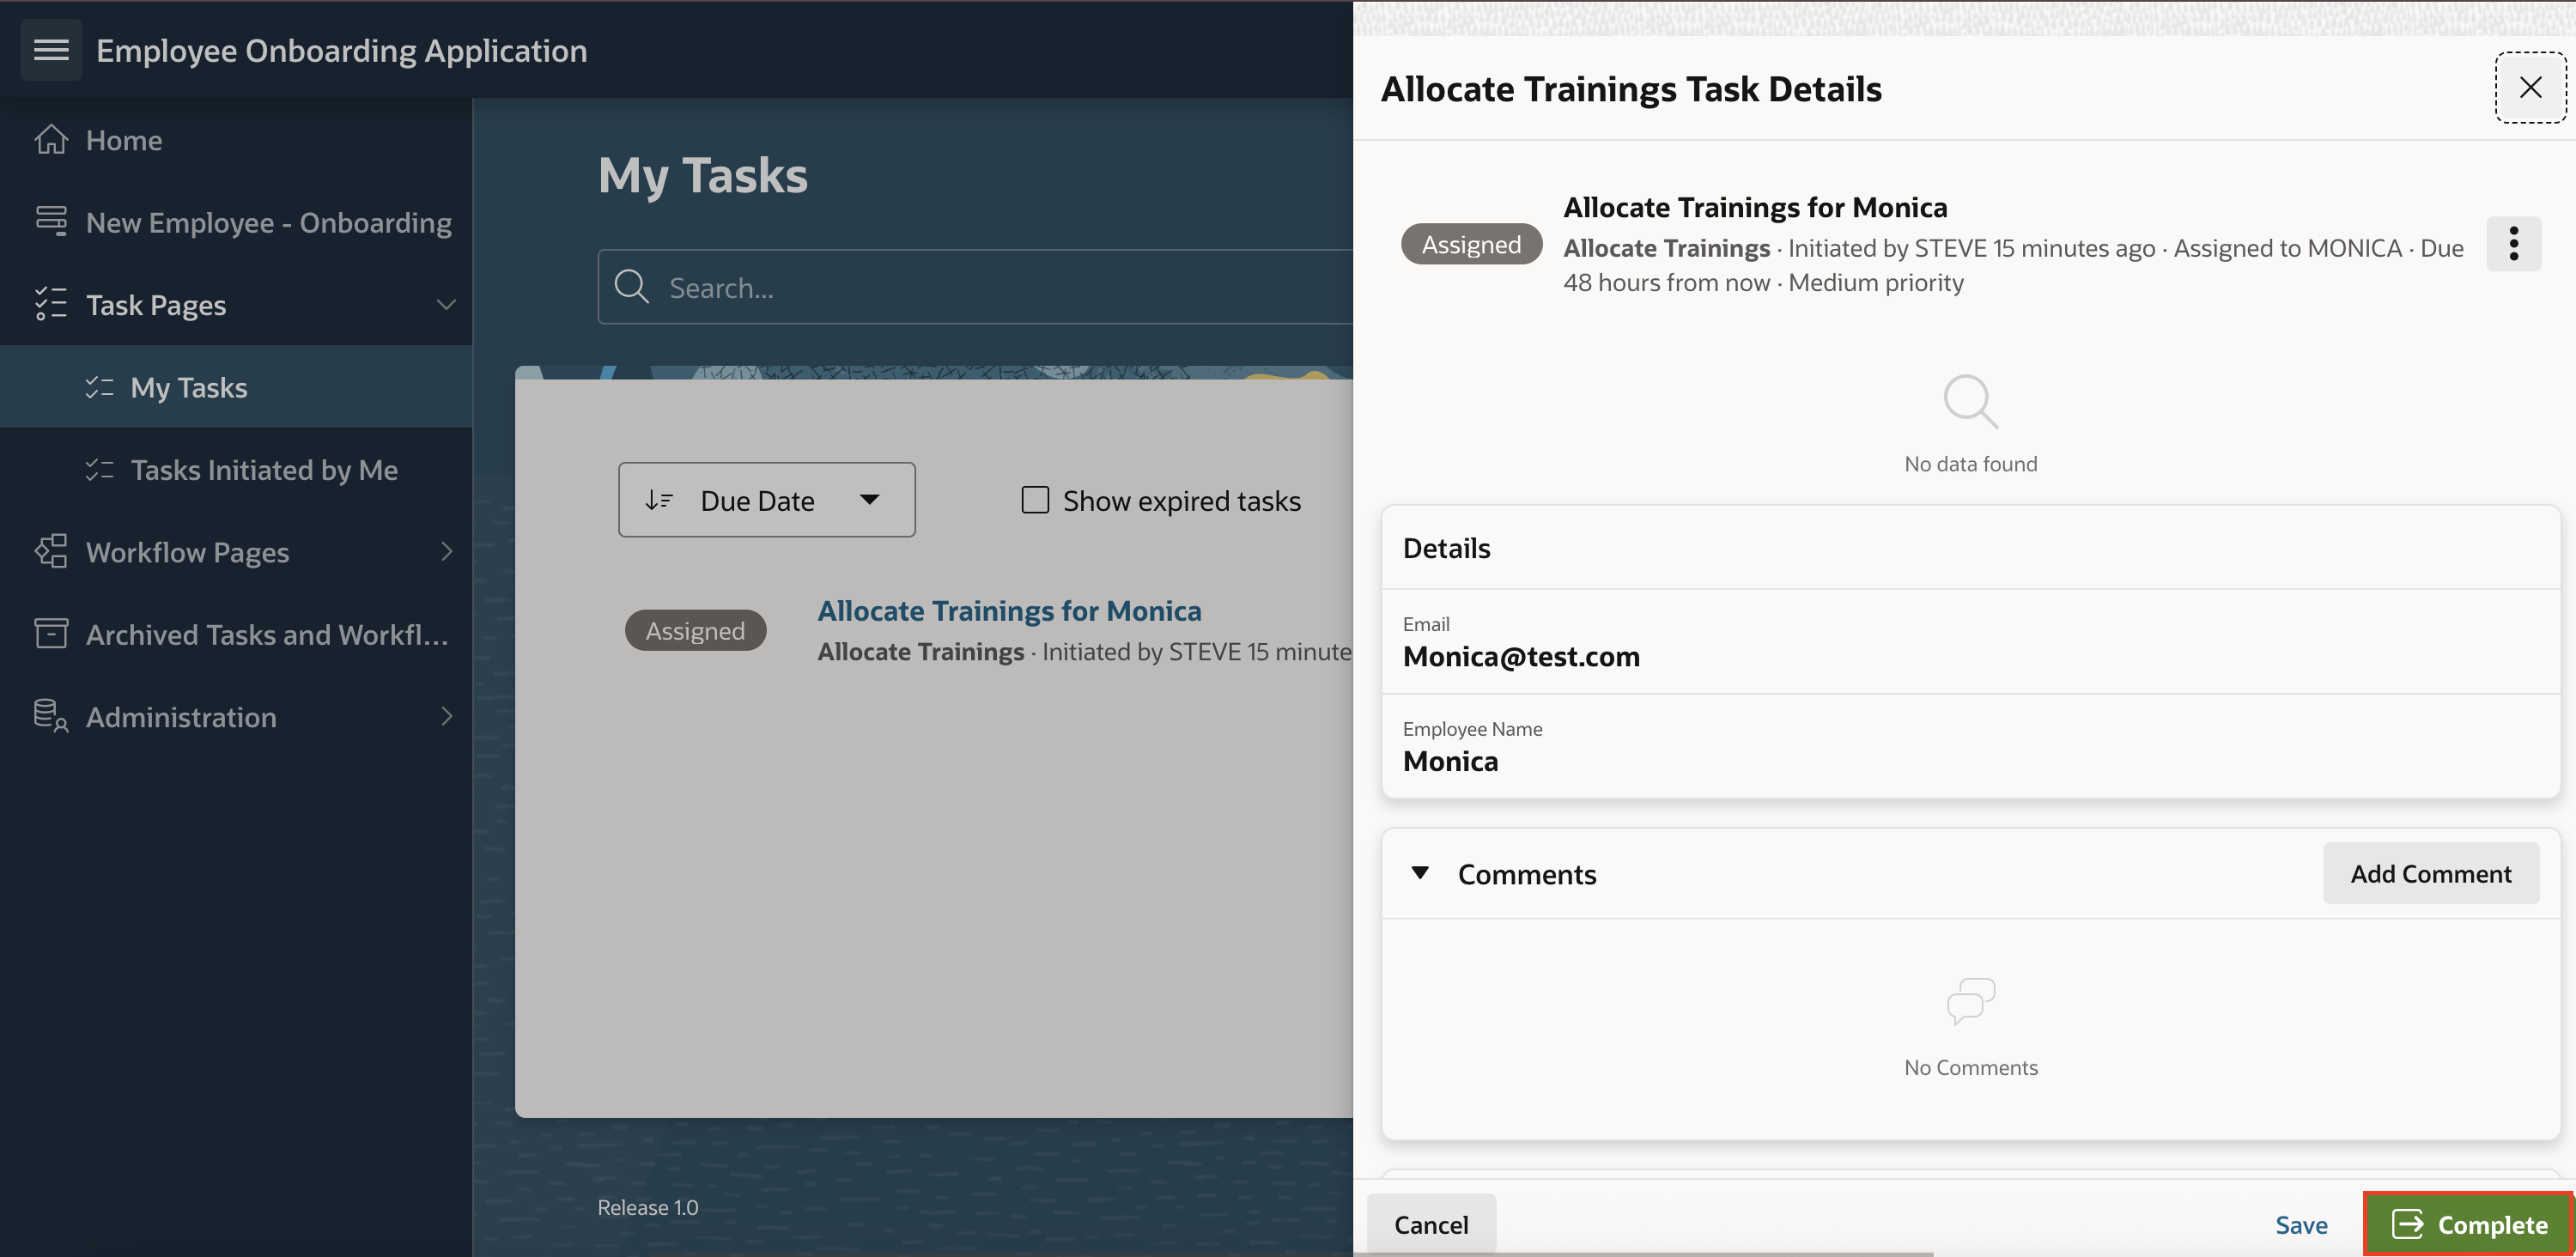 Employee Onboarding Application
Home
New Employee - Onboarding
Task Pages
My Tasks
Tasks Initiated by Me
Workflow Pages
Archived Tasks and Workfl...
Administration
My Tasks
Search...
Due Date
Show expired tasks
Assigned
Allocate Trainings for Monica
Allocate Trainings · Initiated by STEVE 15 minute
Release 1.0
Allocate Trainings Task Details
Assigned
Allocate Trainings for Monica
Allocate Trainings · Initiated by STEVE 15 minutes ago · Assigned to MONICA · Due
48 hours from now · Medium priority
No data found
Details
Email
Monica@test.com
Employee Name
Monica
Comments
Add Comment
No Comments
Cancel
Save
Complete